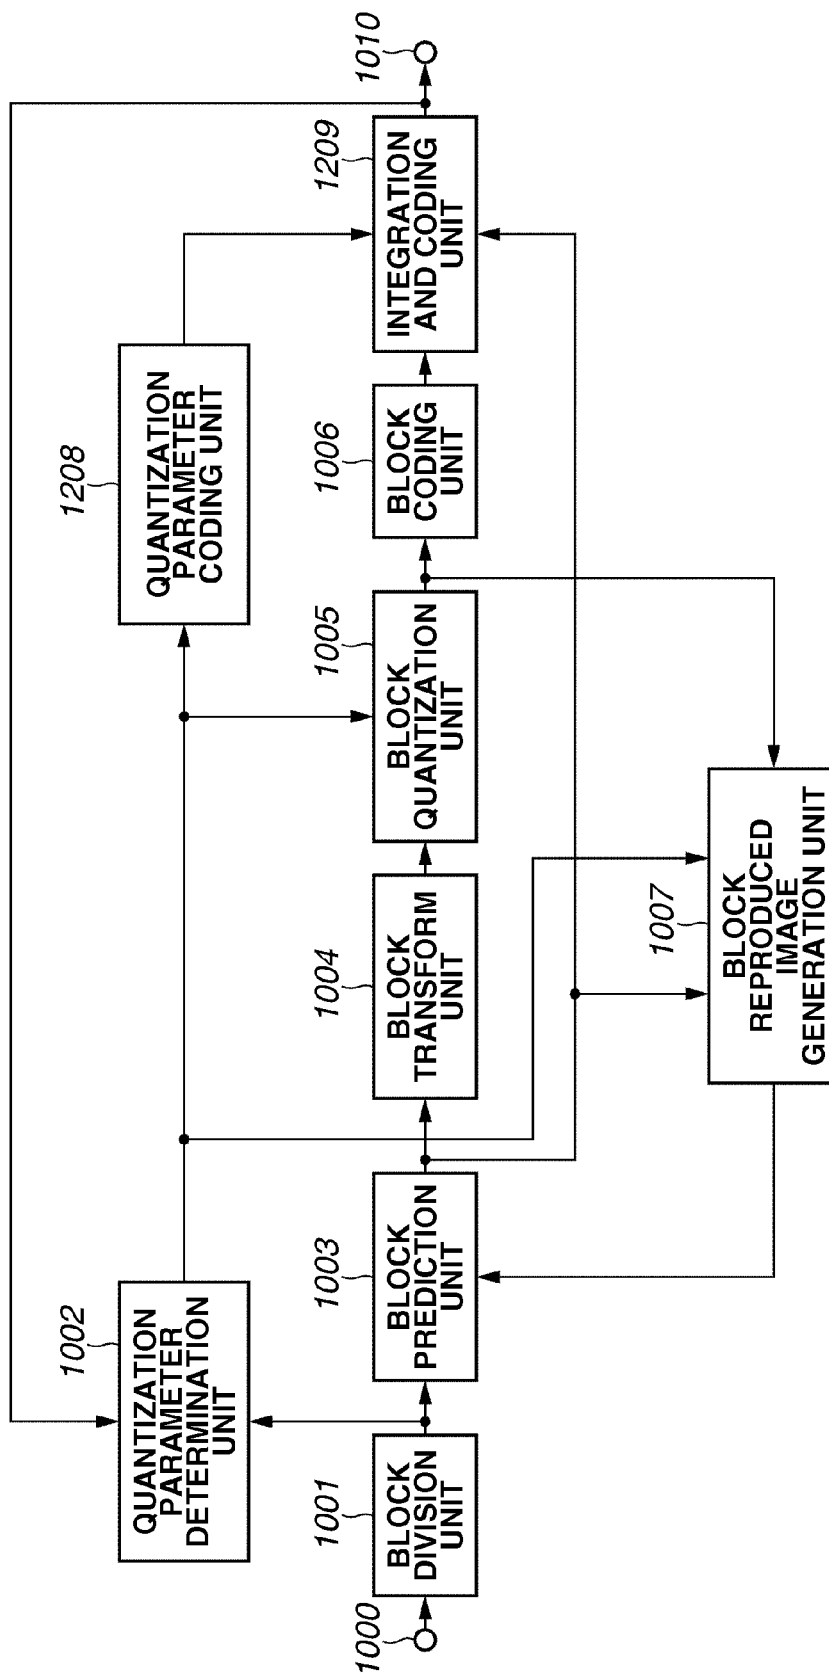 1000
1001
BLOCK
DIVISION
UNIT
1002
QUANTIZATION
PARAMETER
DETERMINATION
UNIT
1003
BLOCK
PREDICTION
UNIT
1004
BLOCK
TRANSFORM
UNIT
1005
BLOCK
QUANTIZATION
UNIT
1006
BLOCK
CODING
UNIT
1208
QUANTIZATION
PARAMETER
CODING UNIT
1209
INTEGRATION
AND CODING
UNIT
1010
1007
BLOCK
REPRODUCED
IMAGE
GENERATION UNIT